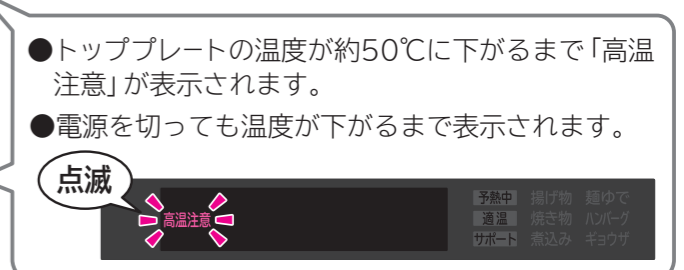 ●トッププレートの温度が約50℃に下がるまで「高温
注意」が表示されます。
●電源を切っても温度が下がるまで表示されます。
点滅
高温注意
予熱中 揚げ物 麺ゆで
適温 焼き物 ハンバーグ
サポート 煮込み ギョウザ